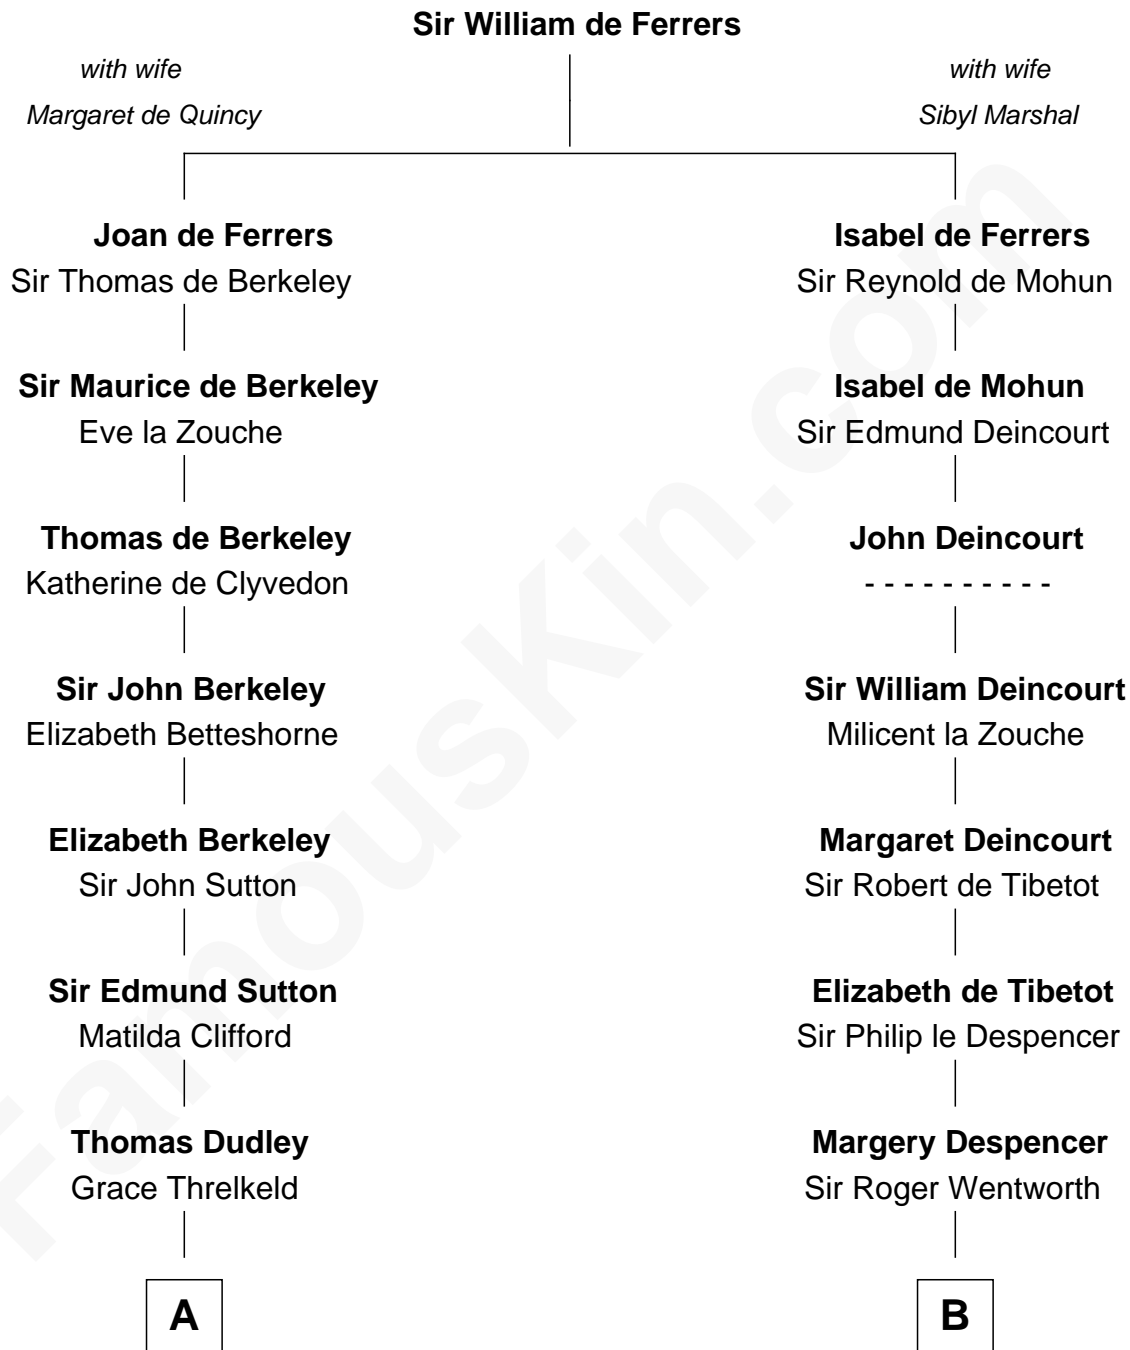 Sir William de Ferrers
with wife
Margaret de Quincy
with wife
Sibyl Marshal
Joan de Ferrers
Sir Thomas de Berkeley
Isabel de Ferrers
Sir Reynold de Mohun
Sir Maurice de Berkeley
Eve la Zouche
Isabel de Mohun
Sir Edmund Deincourt
Thomas de Berkeley
Katherine de Clyvedon
John Deincourt
- - - - - - - - - -
Sir John Berkeley
Elizabeth Betteshorne
Sir William Deincourt
Milicent la Zouche
Elizabeth Berkeley
Sir John Sutton
Margaret Deincourt
Sir Robert de Tibetot
Sir Edmund Sutton
Matilda Clifford
Elizabeth de Tibetot
Sir Philip le Despencer
Thomas Dudley
Grace Threlkeld
Margery Despencer
Sir Roger Wentworth
A
B
FamousKin.com